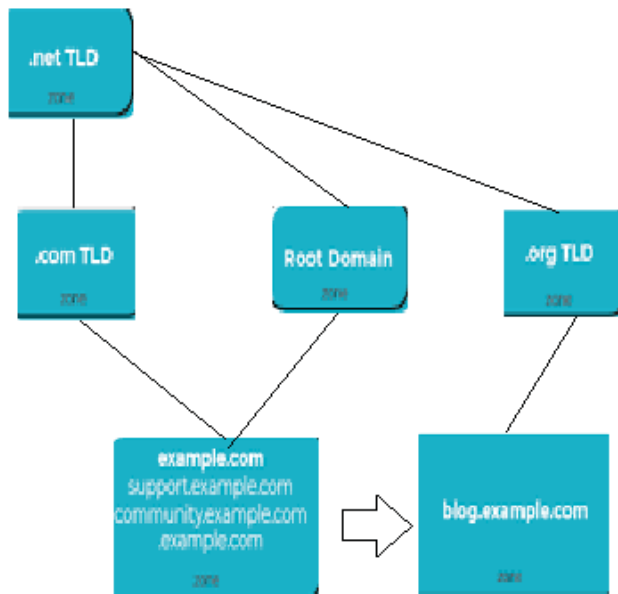 .net TLD
zone
.com TLD
zone
Root Domain
zone
.org TLD
zone
example.com
support.example.com
community.example.com
.example.com
zone
blog.example.com
zone